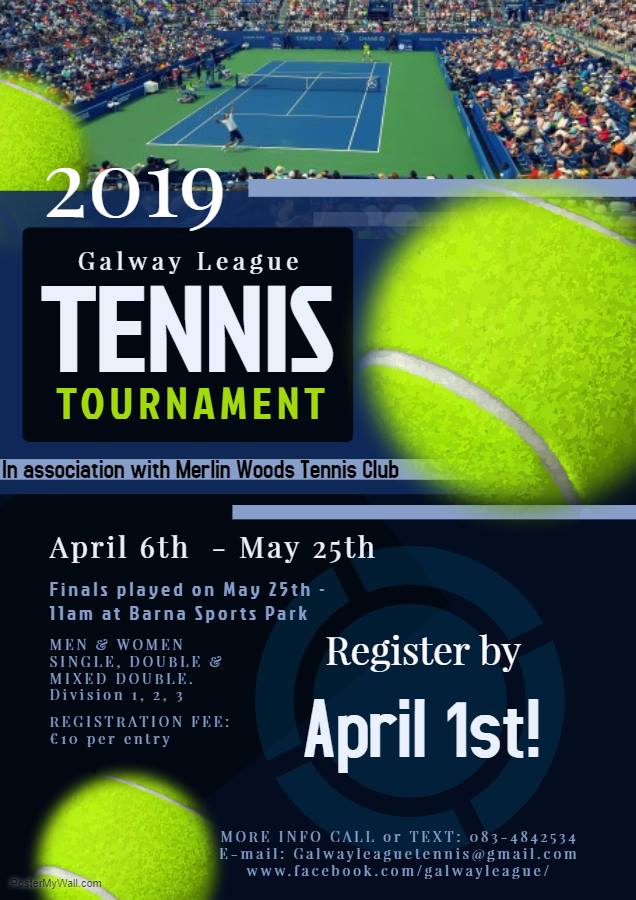 2019
Galway League
TENNIS
TOURNAMENT
In association with Merlin Woods Tennis Club
April 6th - May 25th
Finals played on May 25th -
11am at Barna Sports Park
MEN & WOMEN
SINGLE, DOUBLE &
MIXED DOUBLE.
Division 1, 2, 3
REGISTRATION FEE:
€10 per entry
Register by
April 1st!
MORE INFO CALL or TEXT: 083-4842534
E-mail: Galwayleaguetennis@gmail.com
www.facebook.com/galwayleague/
PosterMyWall.com